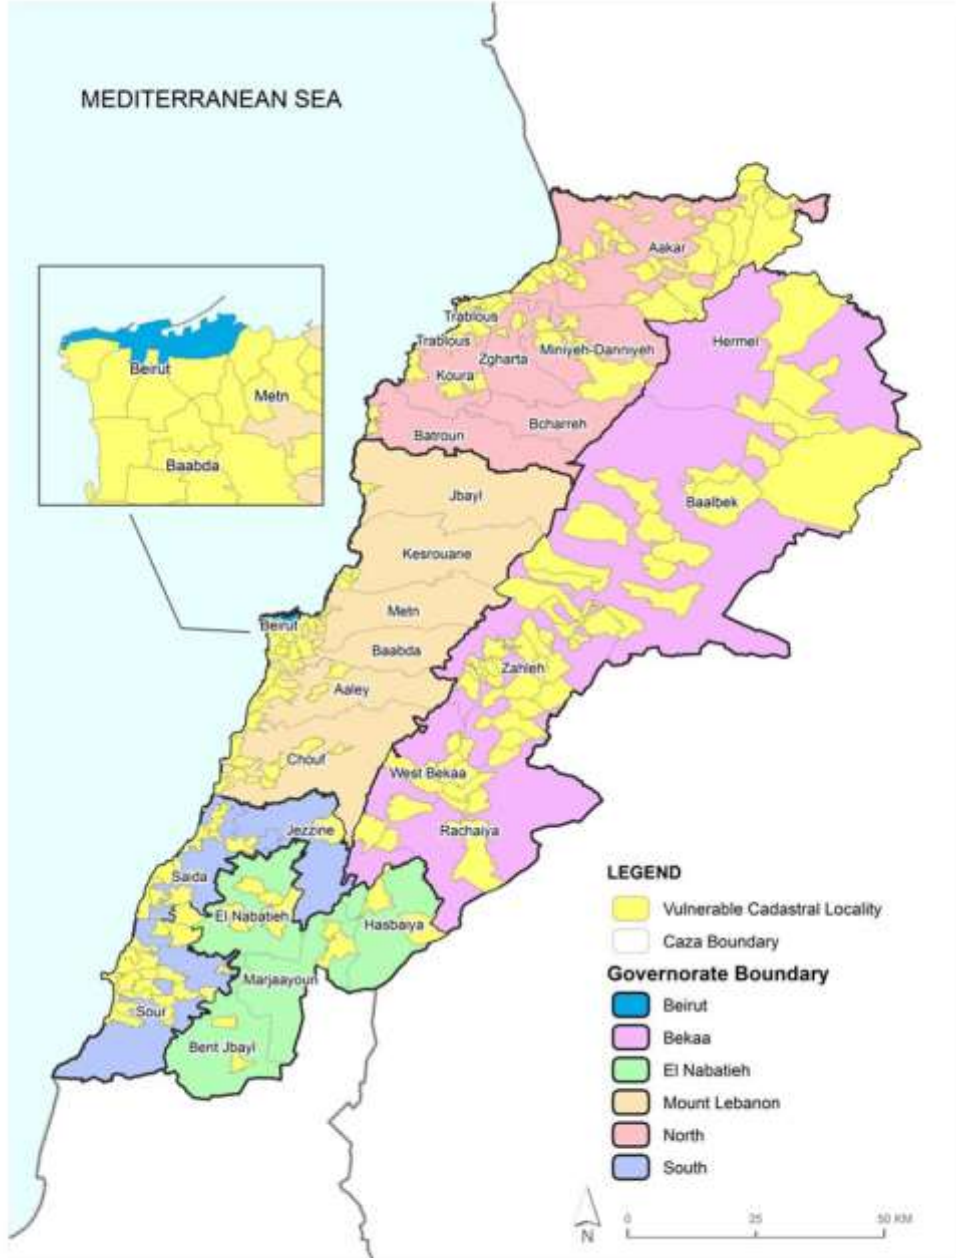 MEDITERRANEAN SEA
Aakar
Trablous
Trablous
Miniyeh-Danniyeh
Zgharta
Koura
Hermel
Bcharreh
Batroun
Beirut
Metn
Baabda
Jbayl
Baalbek
Kesrouane
Metn
Beirut
Baabda
Zahleh
Aaley
Chouf
West Bekaa
Jezzine
Rachaiya
Saida
S
El Nabatieh
Hasbaiya
Marjaayoun
Sour
Bent Jbayl
LEGEND
Vulnerable Cadastral Locality
Caza Boundary
Governorate Boundary
Beirut
Bekaa
El Nabatieh
Mount Lebanon
North
South
N
0 25 50 KM